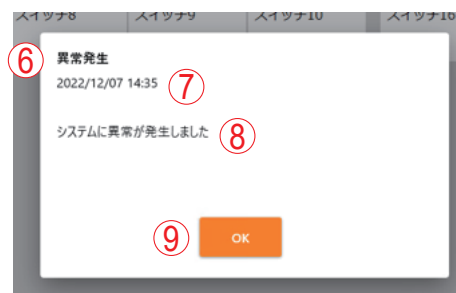 スイッチ8 スイッチ9 スイッチ10 スイッチ16
⑥ 異常発生
2022/12/07 14:35 ⑦
システムに異常が発生しました ⑧
⑨ OK